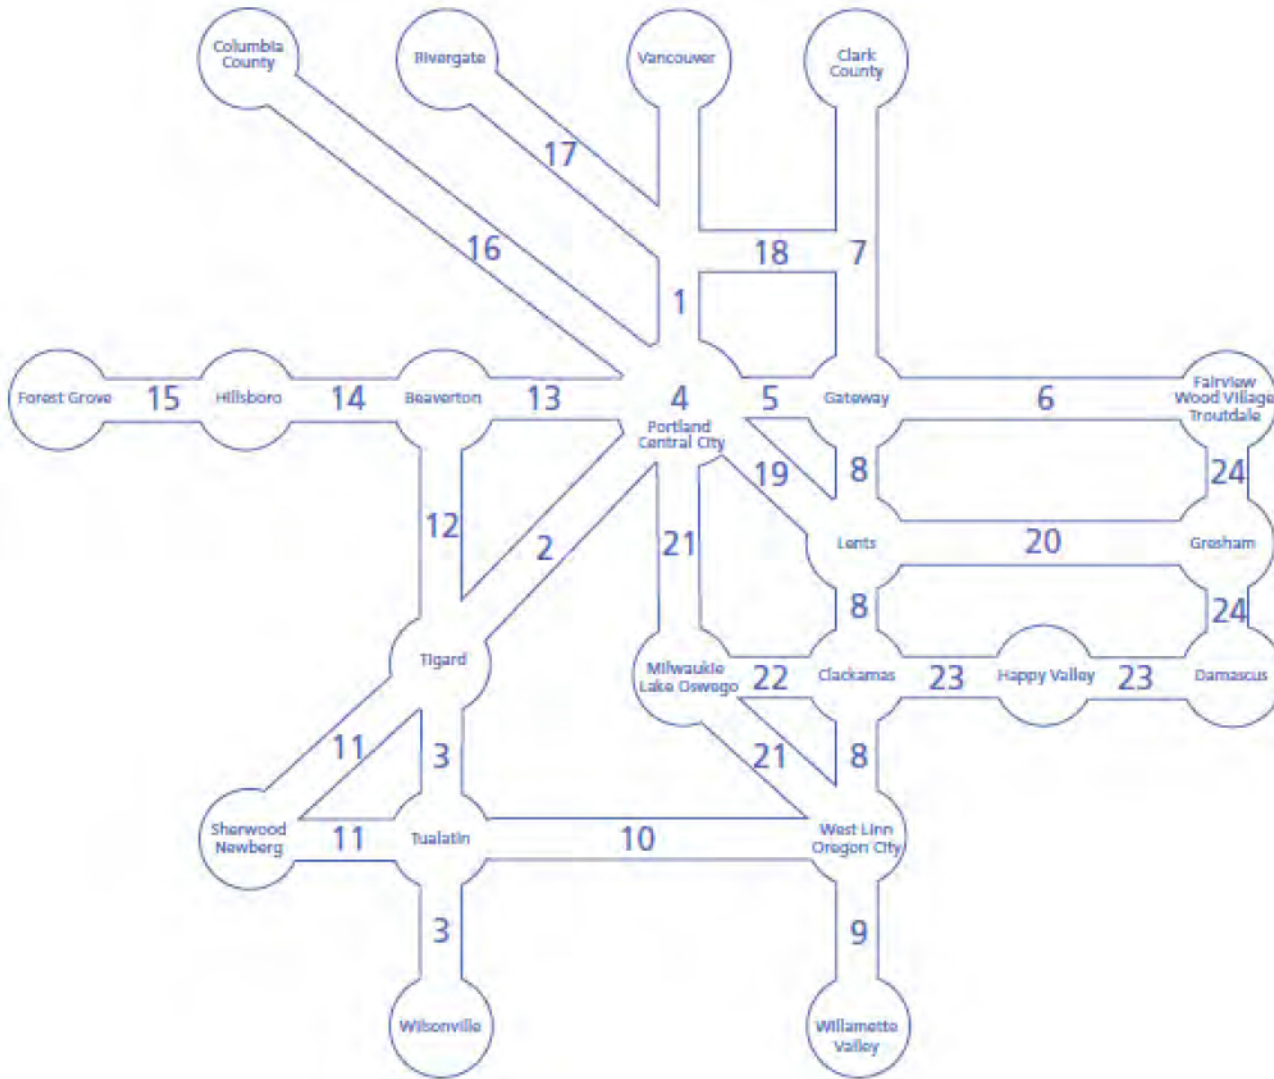 Columbia
County
Rivergate
Vancouver
Clark
County
17
16
18
7
1
Forest Grove
15
Hillsboro
14
Beaverton
13
4
Portland
Central City
5
Gateway
6
Fairview
Wood Village
Troutdale
19
8
24
12
2
21
Lents
20
Gresham
8
24
Tigard
Milwaukie
Lake Oswego
22
Clackamas
23
Happy Valley
23
Damascus
11
3
21
8
Sherwood
Newberg
11
Tualatin
10
West Linn
Oregon City
3
9
Wilsonville
Willamette
Valley